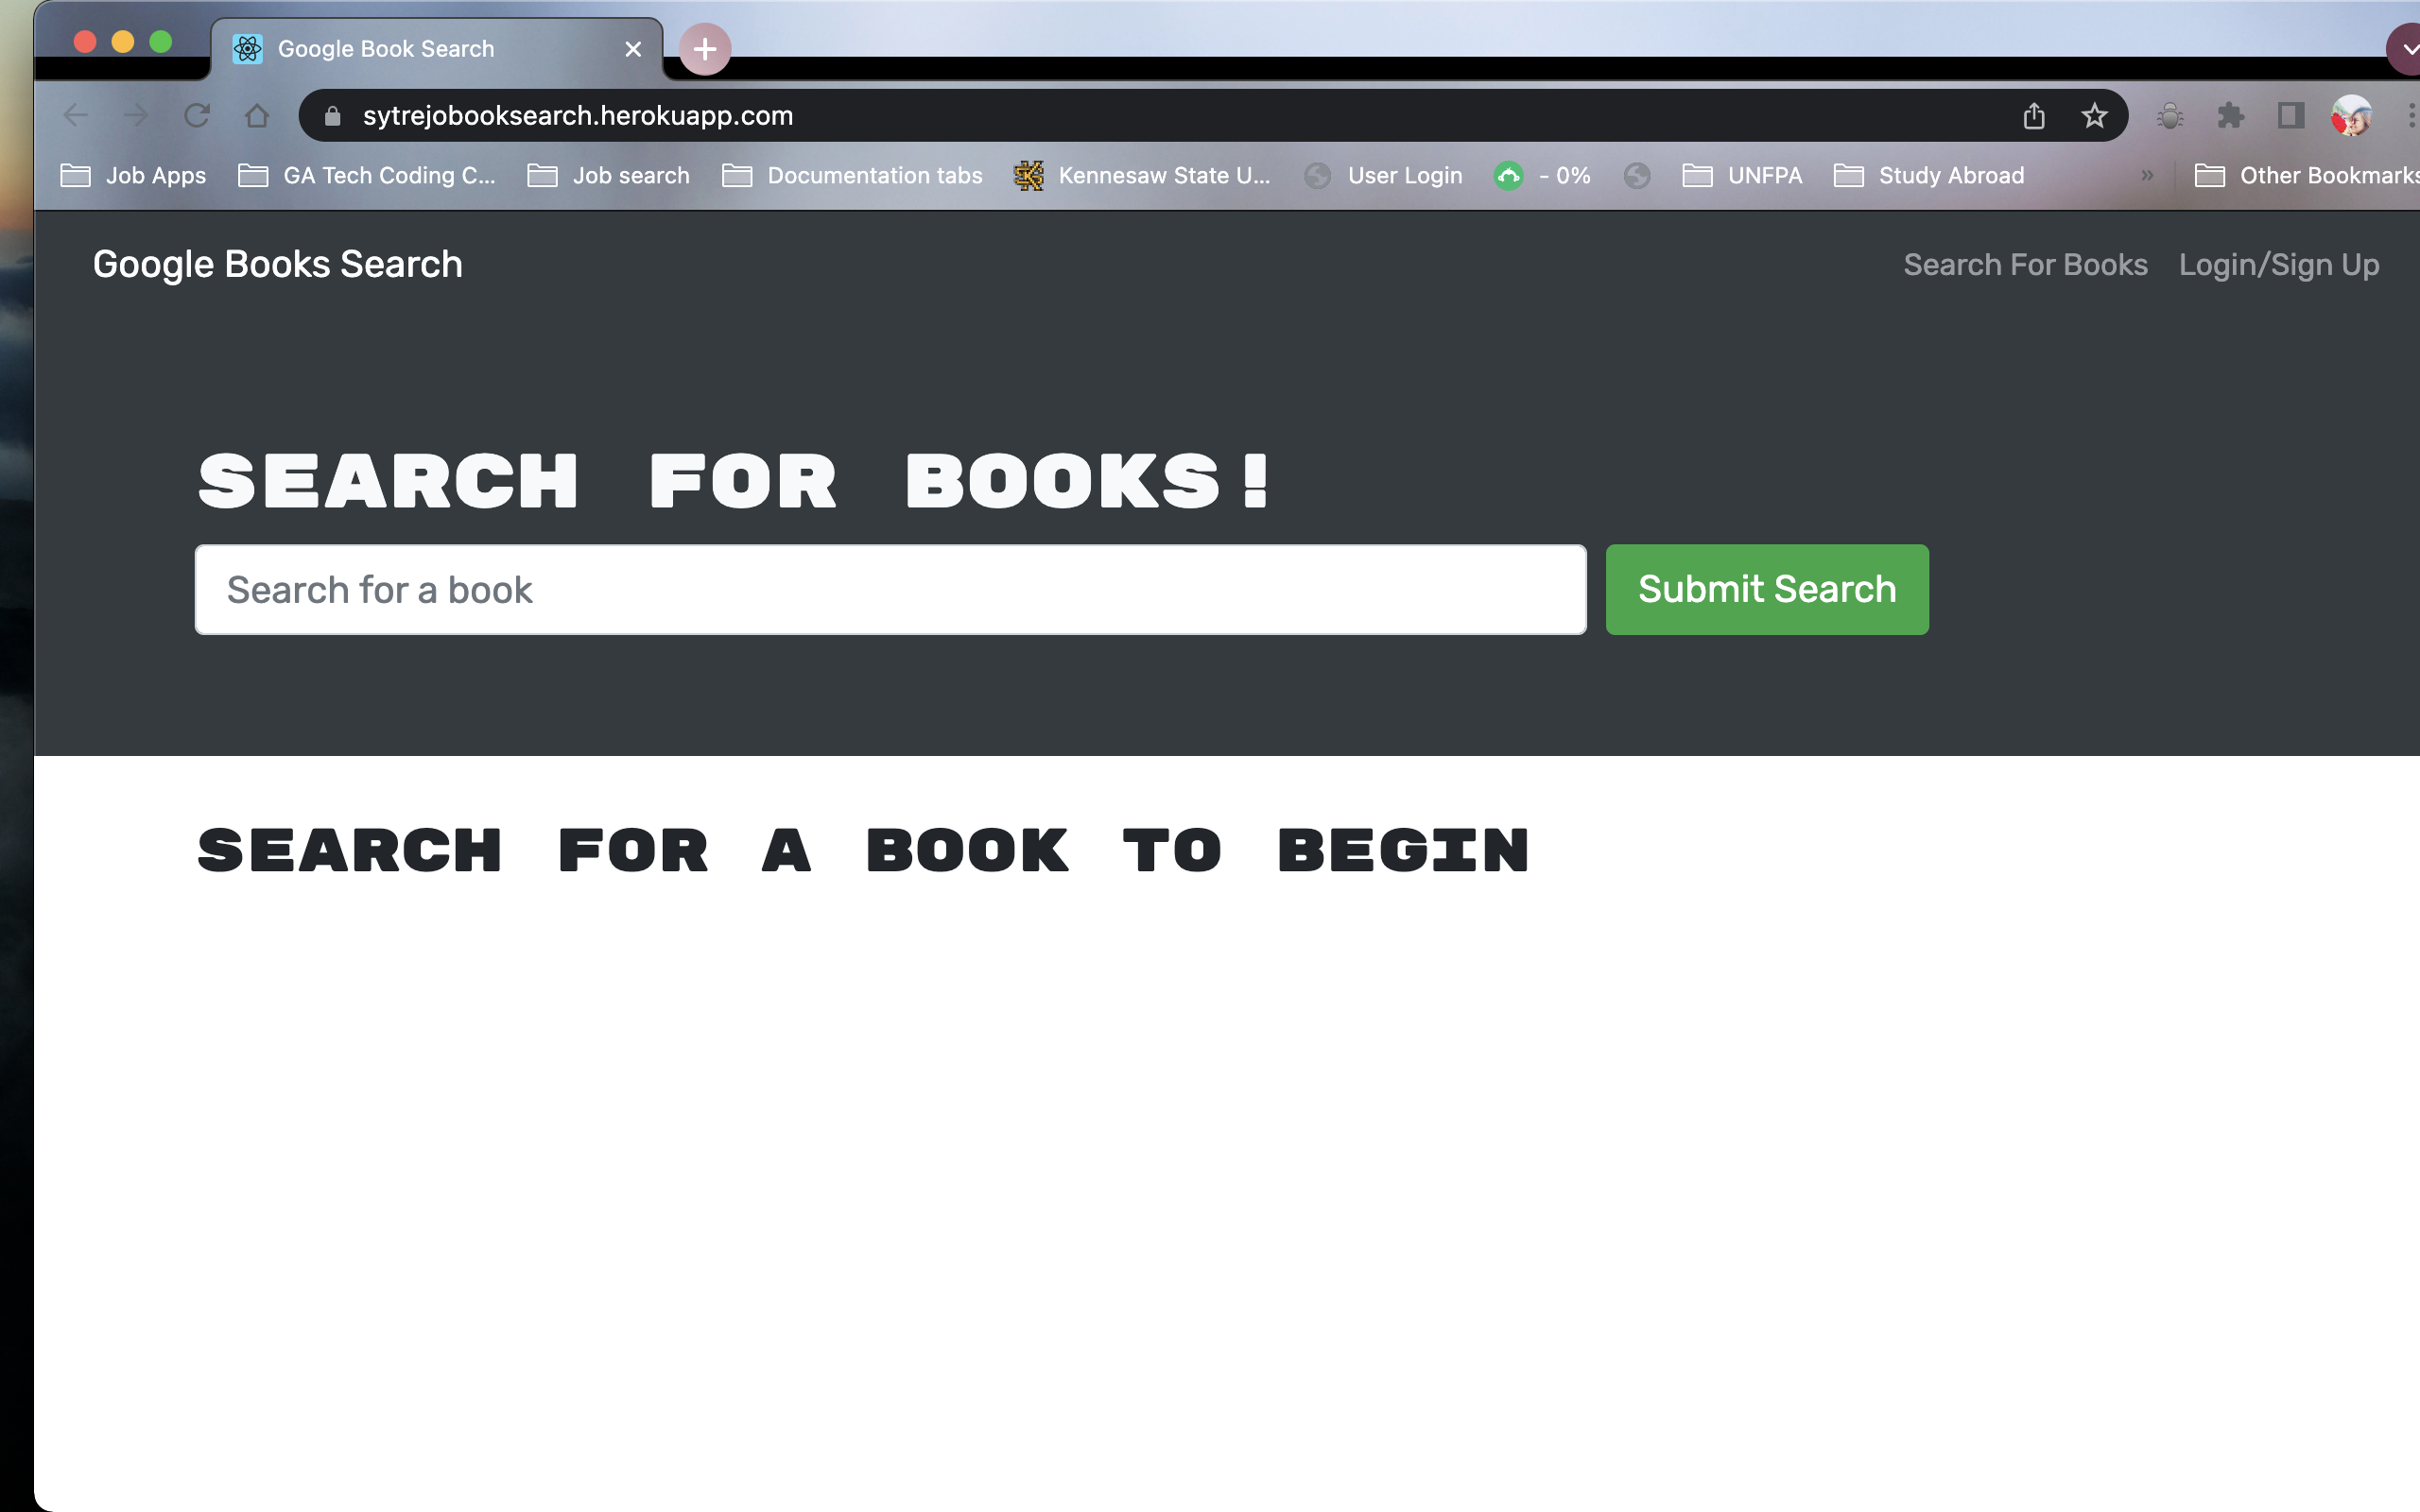 Google Book Search
sytrejobooksearch.herokuapp.com
Job Apps GA Tech Coding C... Job search Documentation tabs Kennesaw State U... User Login - 0% UNFPA Study Abroad » Other Bookmarks
Google Books Search Search For Books Login/Sign Up
SEARCH FOR BOOKS!
Search for a book Submit Search
SEARCH FOR A BOOK TO BEGIN